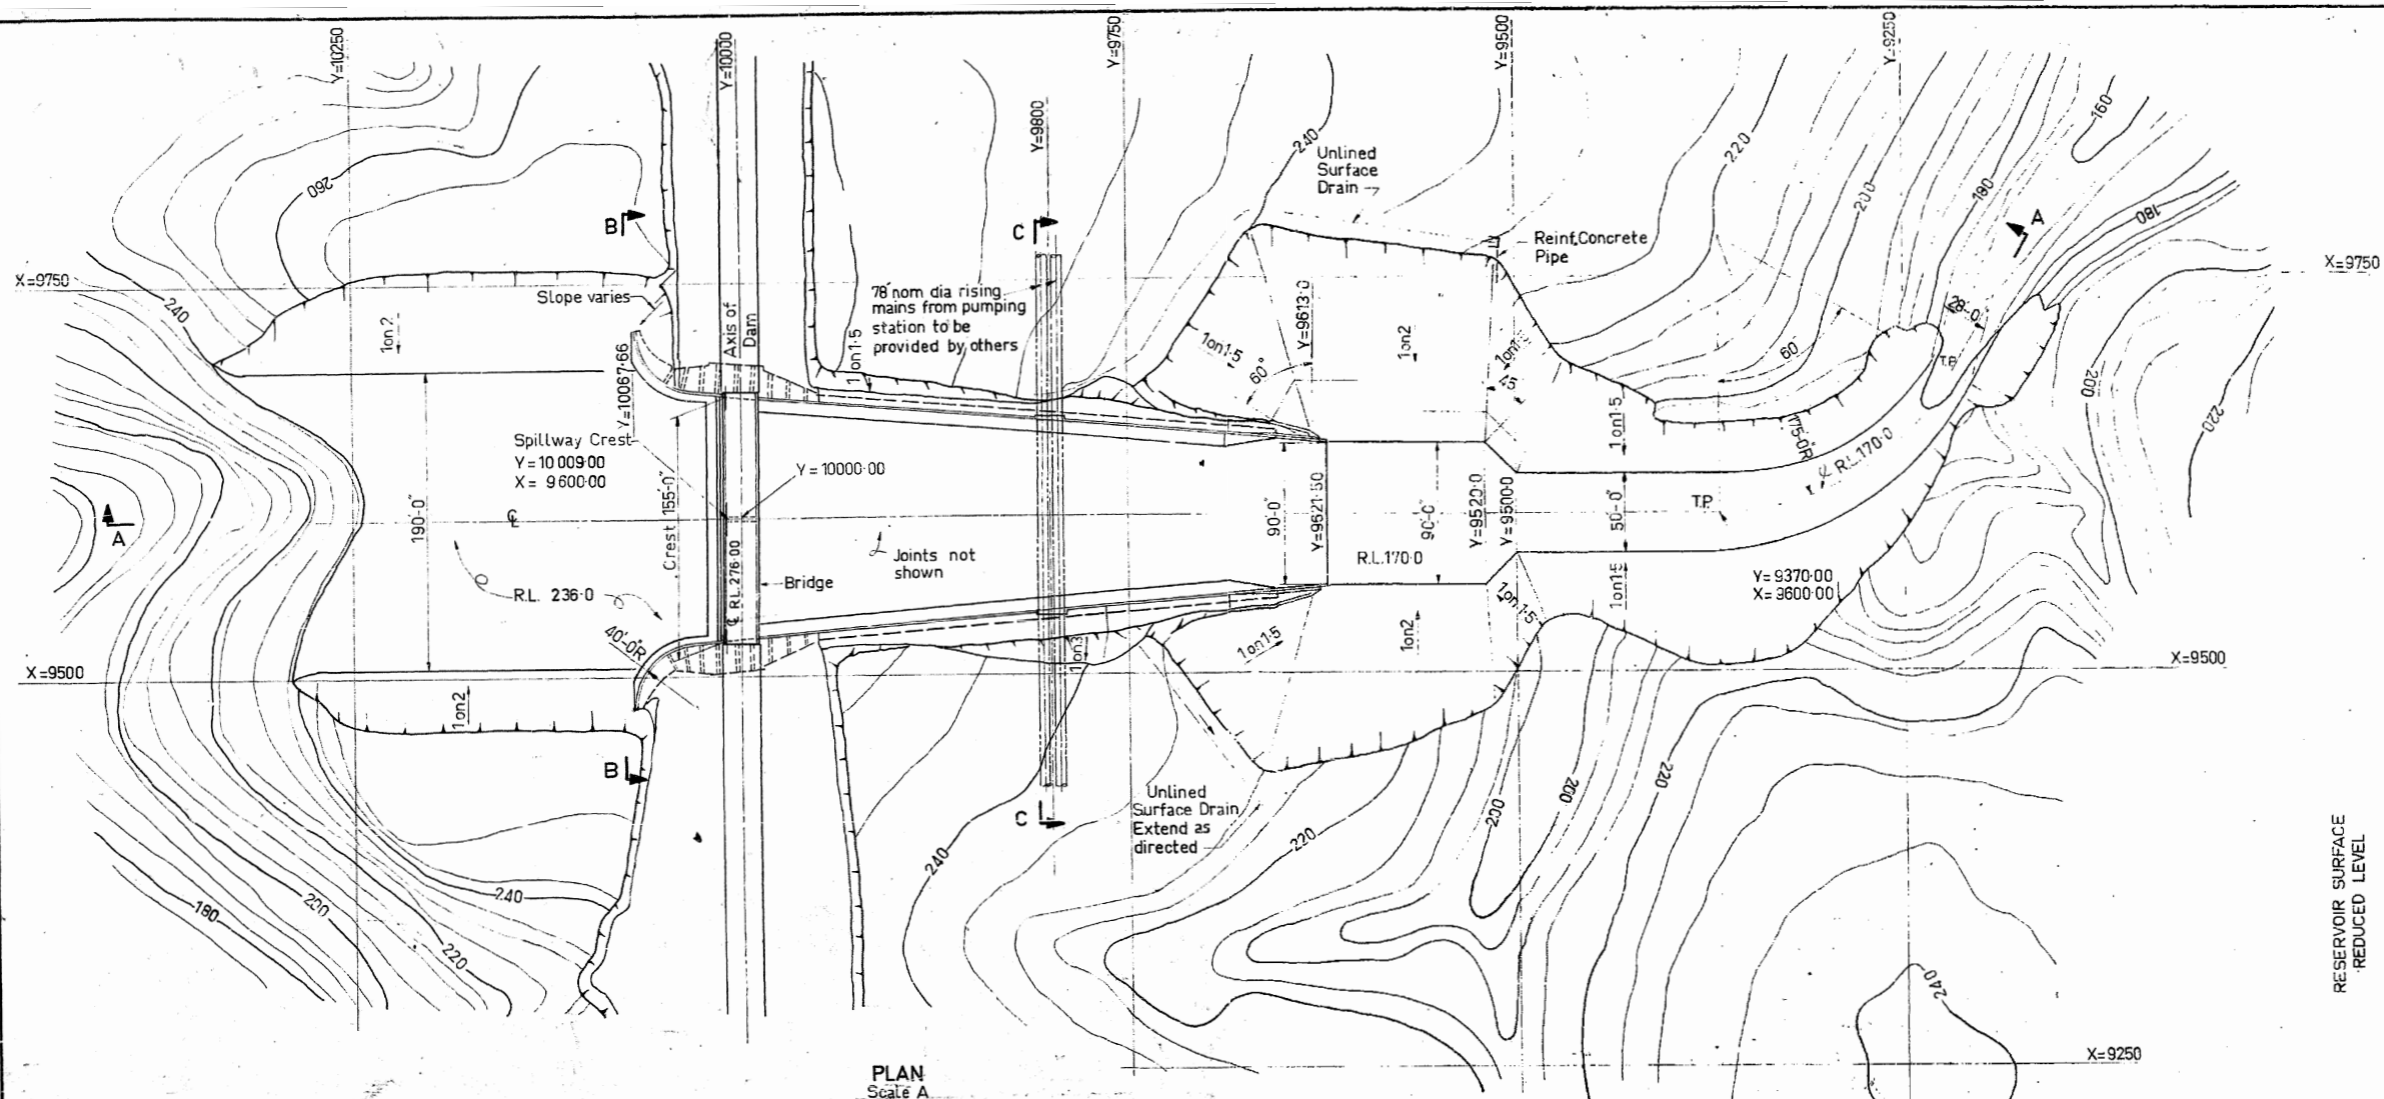 Y=10250
Y=10000
Y=9750
Y=9500
Y=9250
Y=9800
160
240
Unlined
Surface
Drain
220
200
180
180
260
B
C
A
Reinf. Concrete
Pipe
X=9750
X=9750
240
Slope varies
78" nom dia rising
mains from pumping
station to be
provided by others
Axis of
Dam
1on2
1on1·5
1on1·5
60°
Y=9613·0
1on2
45°
28-0"
T.P.
60°
200
220
Y=10067·66
Spillway Crest
Y=10009·00
X=9600·00
Y=10000·00
1on1·5
175-0"R
R.L.170·0
190-0"
℄
Crest 155-0"
90-0"
Y=9621·50
90-0"
Y=9520·0
Y=9500·0
50-0"
T.P.
A
Joints not
shown
R.L.170·0
R.L. 236·0
℄ R.L. 276·00
Bridge
Y=9370·00
X=9600·00
1on1·5
1on1·5
40'-0"R
1on3
1on1·5
1on2
X=9500
X=9500
1on2
B
C
Unlined
Surface Drain
Extend as
directed
200
220
220
240
240
180
200
220
240
RESERVOIR SURFACE
REDUCED LEVEL
X=9250
PLAN
Scale A